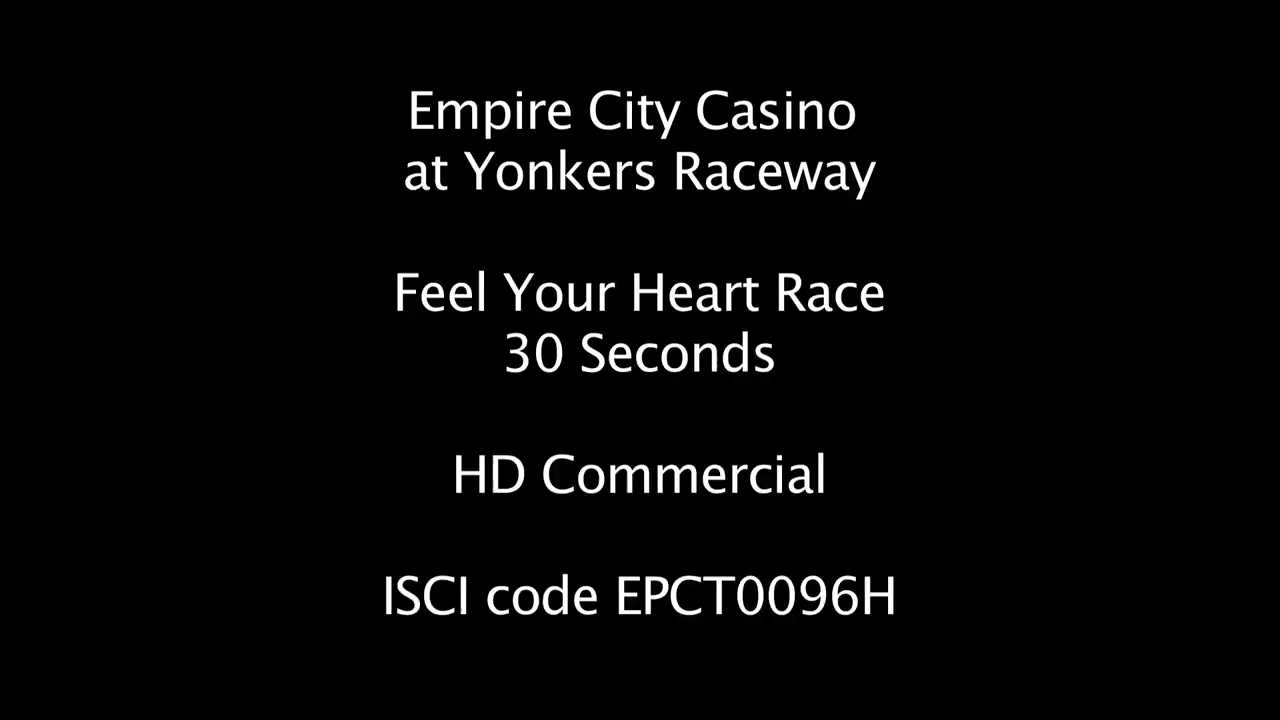 Empire City Casino
at Yonkers Raceway
Feel Your Heart Race
30 Seconds
HD Commercial
ISCI code EPCT0096H